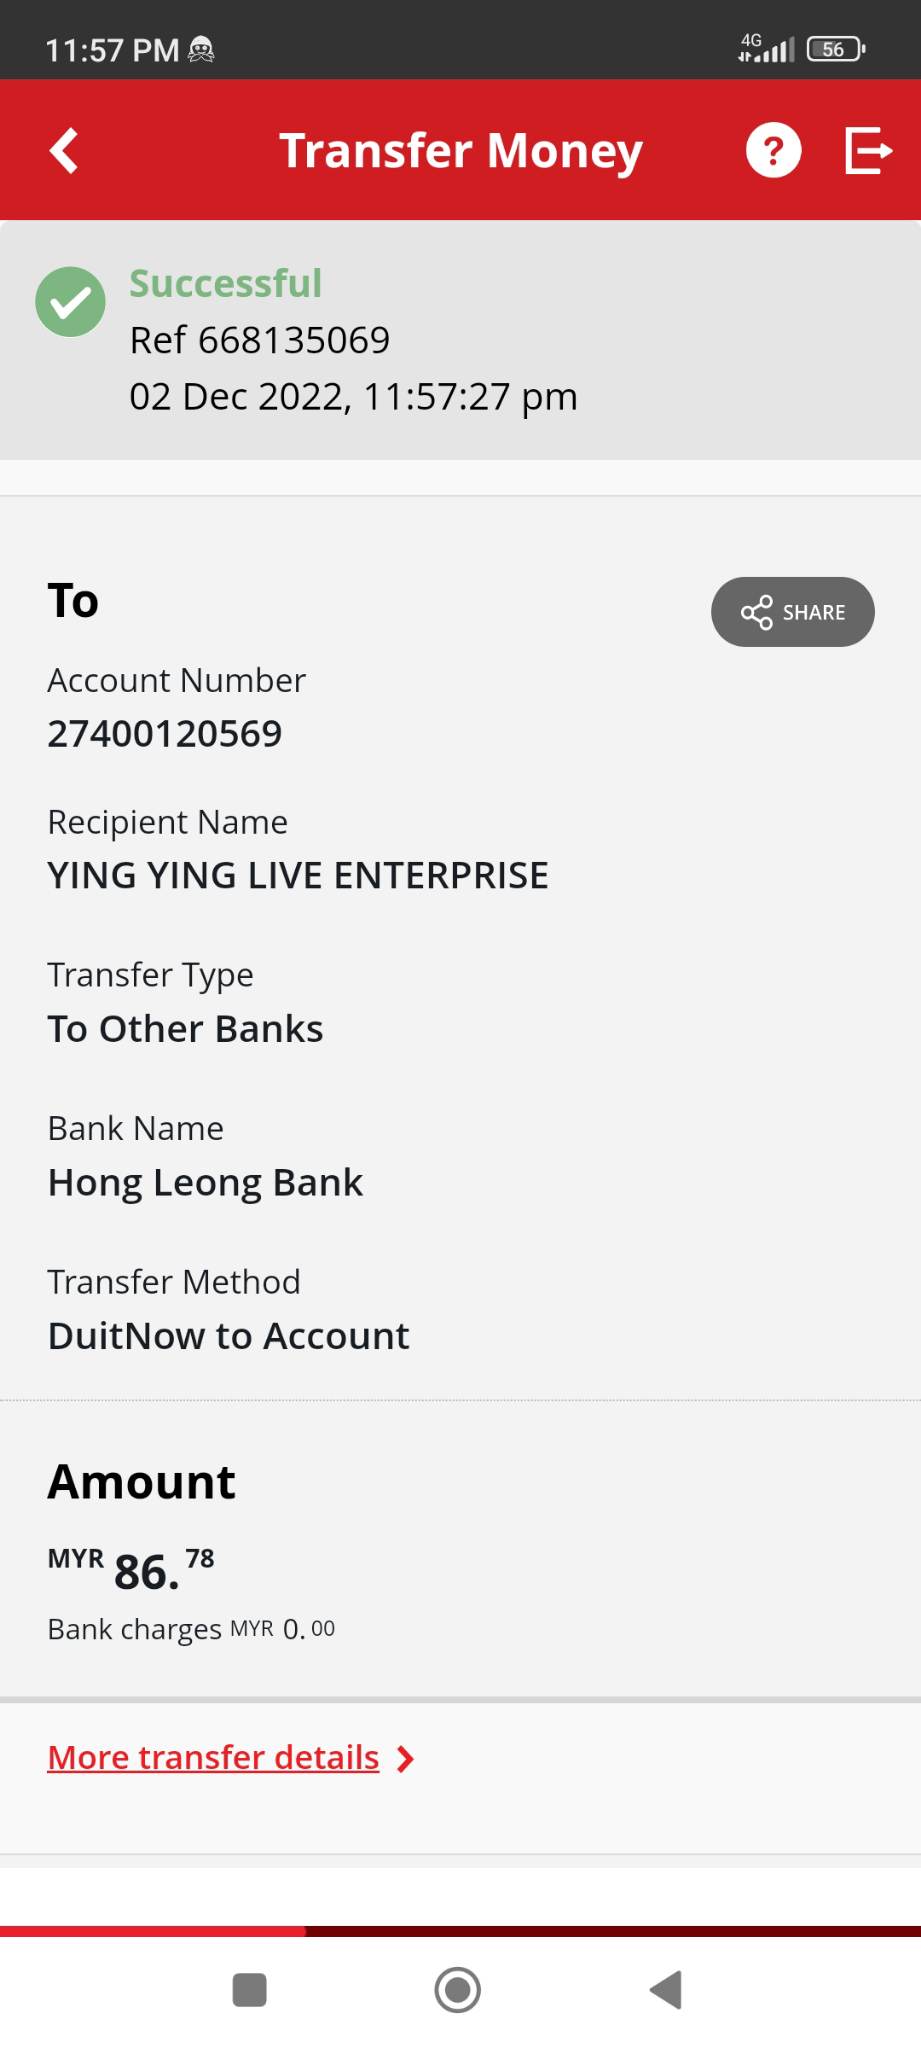 11:57 PM
4G
56
Transfer Money
?
Successful
Ref 668135069
02 Dec 2022, 11:57:27 pm
To
SHARE
Account Number
27400120569
Recipient Name
YING YING LIVE ENTERPRISE
Transfer Type
To Other Banks
Bank Name
Hong Leong Bank
Transfer Method
DuitNow to Account
Amount
MYR 86.78
Bank charges MYR 0.00
More transfer details